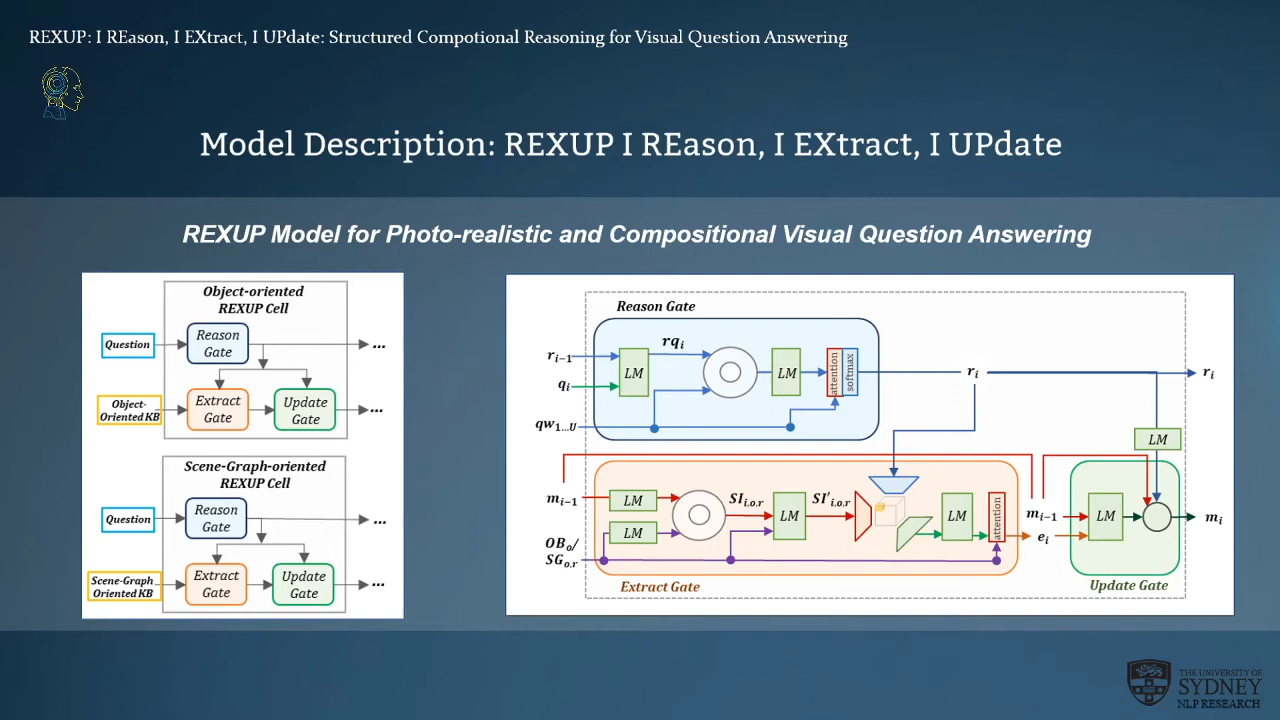 REXUP: I REason, I EXtract, I UPdate: Structured Compotional Reasoning for Visual Question Answering
Model Description: REXUP I REason, I EXtract, I UPdate
REXUP Model for Photo-realistic and Compositional Visual Question Answering
Object-oriented
REXUP Cell
Question
Reason
Gate
...
Object-
Oriented KB
Extract
Gate
Update
Gate
...
Scene-Graph-oriented
REXUP Cell
Question
Reason
Gate
...
Scene-Graph
Oriented KB
Extract
Gate
Update
Gate
...
Reason Gate
r_{i-1}
q_i
qw_{1...U}
LM
rq_i
LM
attention
softmax
r_i
r_i
LM
m_{i-1}
OB_o/
SG_{o,r}
LM
LM
SI_{i.o.r}
LM
SI'_{i.o.r}
LM
attention
Extract Gate
m_{i-1}
e_i
LM
m_i
Update Gate
THE UNIVERSITY OF
SYDNEY
NLP RESEARCH